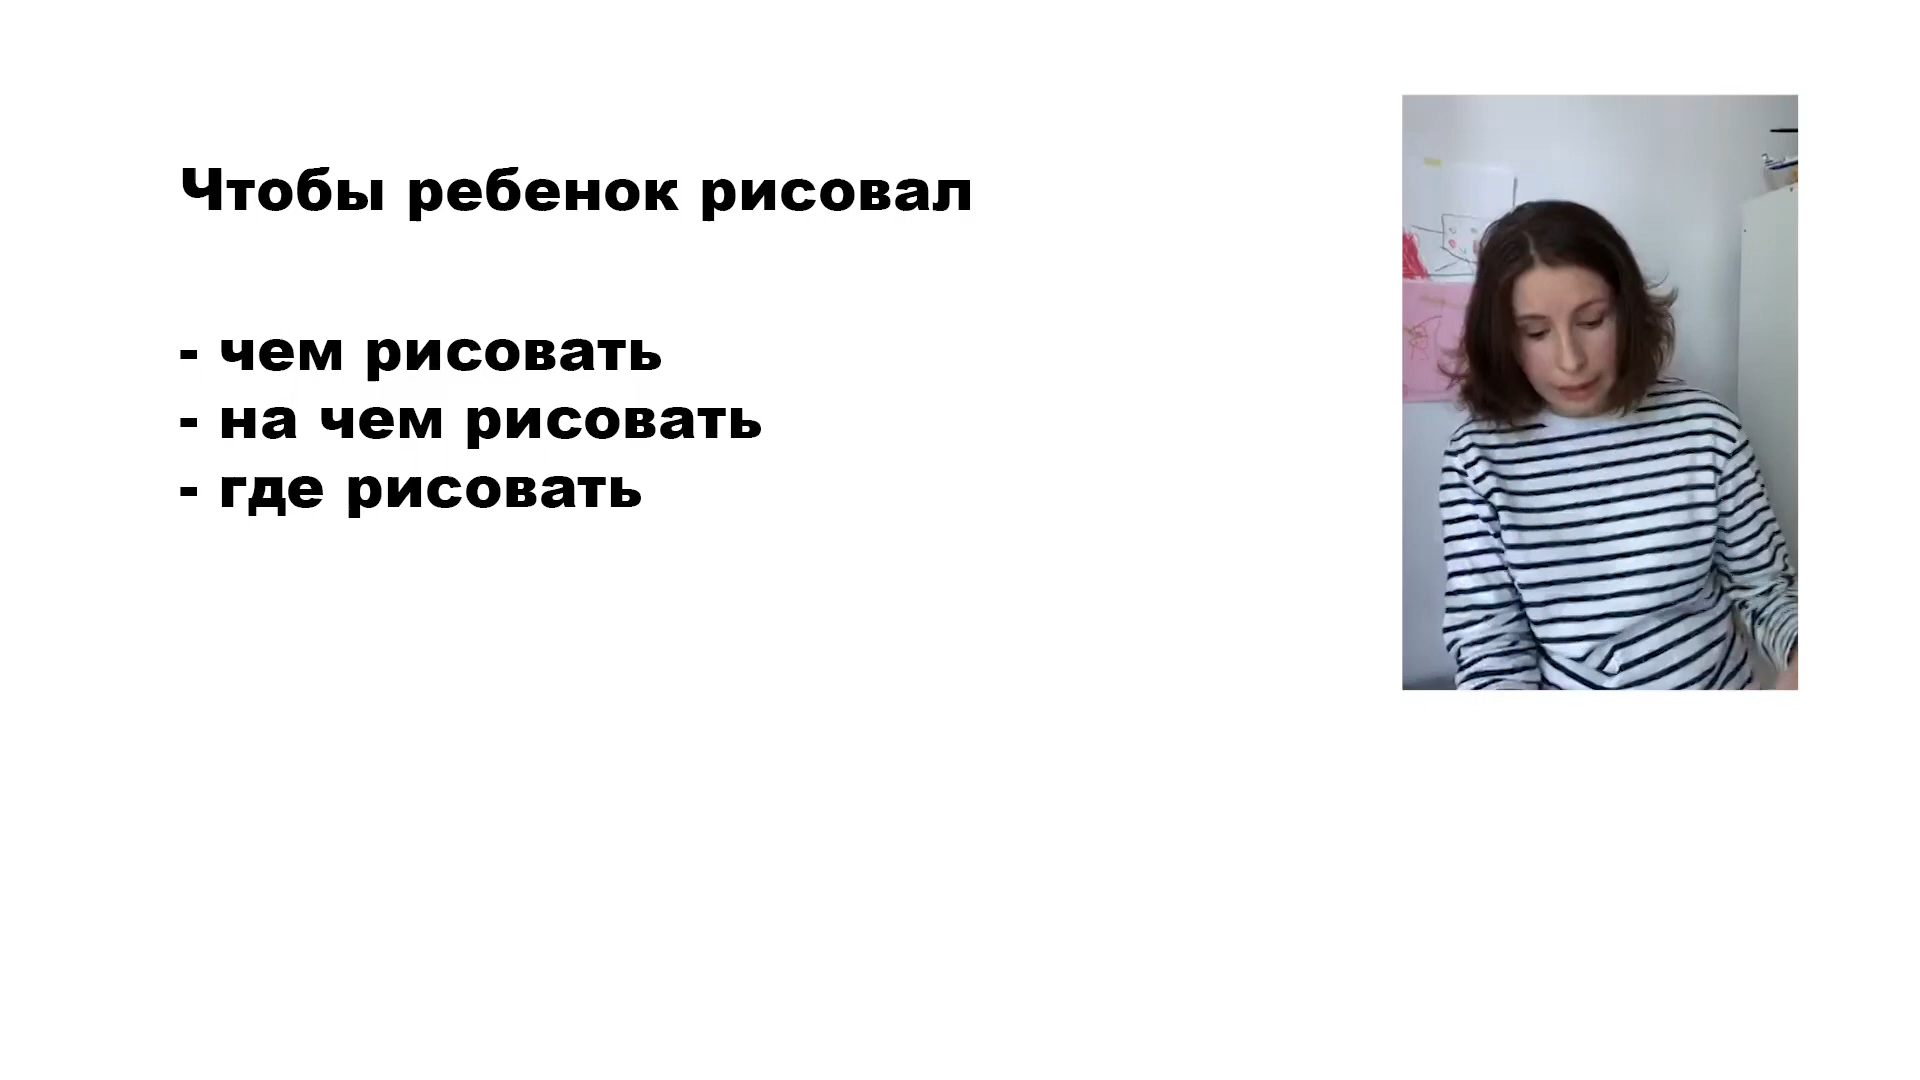 Чтобы ребенок рисовал
- чем рисовать
- на чем рисовать
- где рисовать